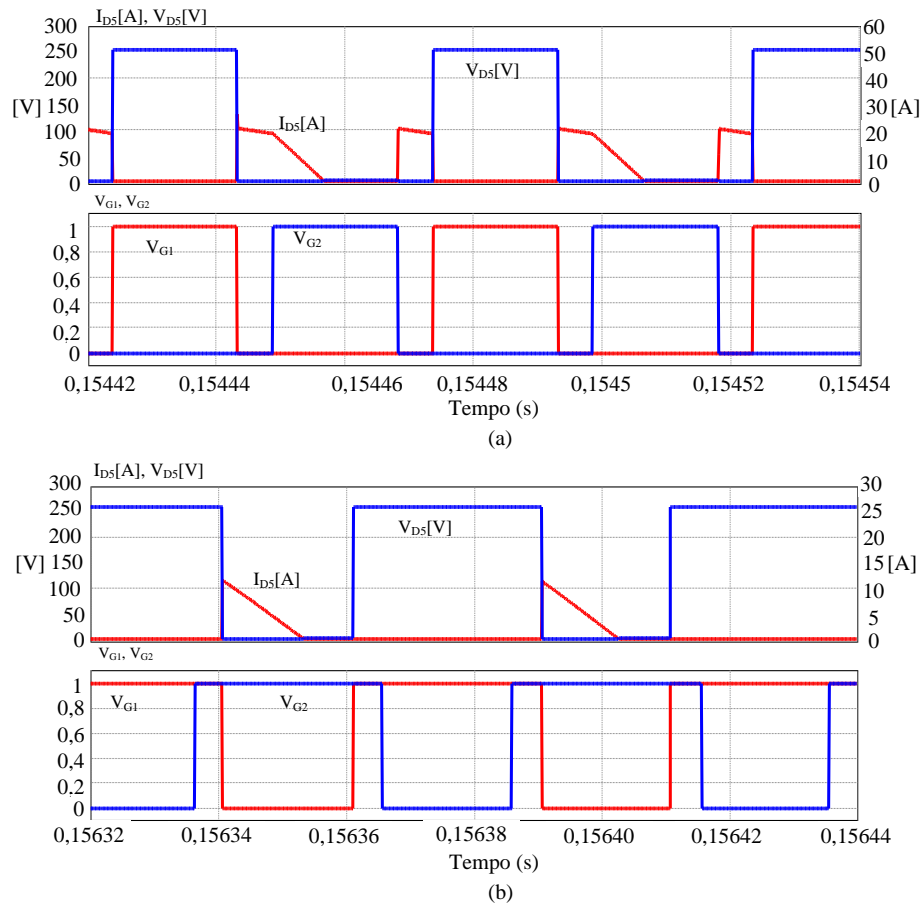 I_D5[A], V_D5[V]
300
60
250
50
V_D5[V]
200
40
[V]
150
30
[A]
I_D5[A]
100
20
50
10
0
0
V_G1, V_G2
1
V_G1
V_G2
0,8
0,6
0,4
0,2
0
0,15442
0,15444
0,15446
0,15448
0,1545
0,15452
0,15454
Tempo (s)
(a)
I_D5[A], V_D5[V]
300
30
250
25
V_D5[V]
200
20
[V]
150
15
[A]
I_D5[A]
100
10
50
5
0
0
V_G1, V_G2
1
V_G1
V_G2
0,8
0,6
0,4
0.2
0
0,15632
0,15634
0,15636
0,15638
0,15640
0,15642
0,15644
Tempo (s)
(b)